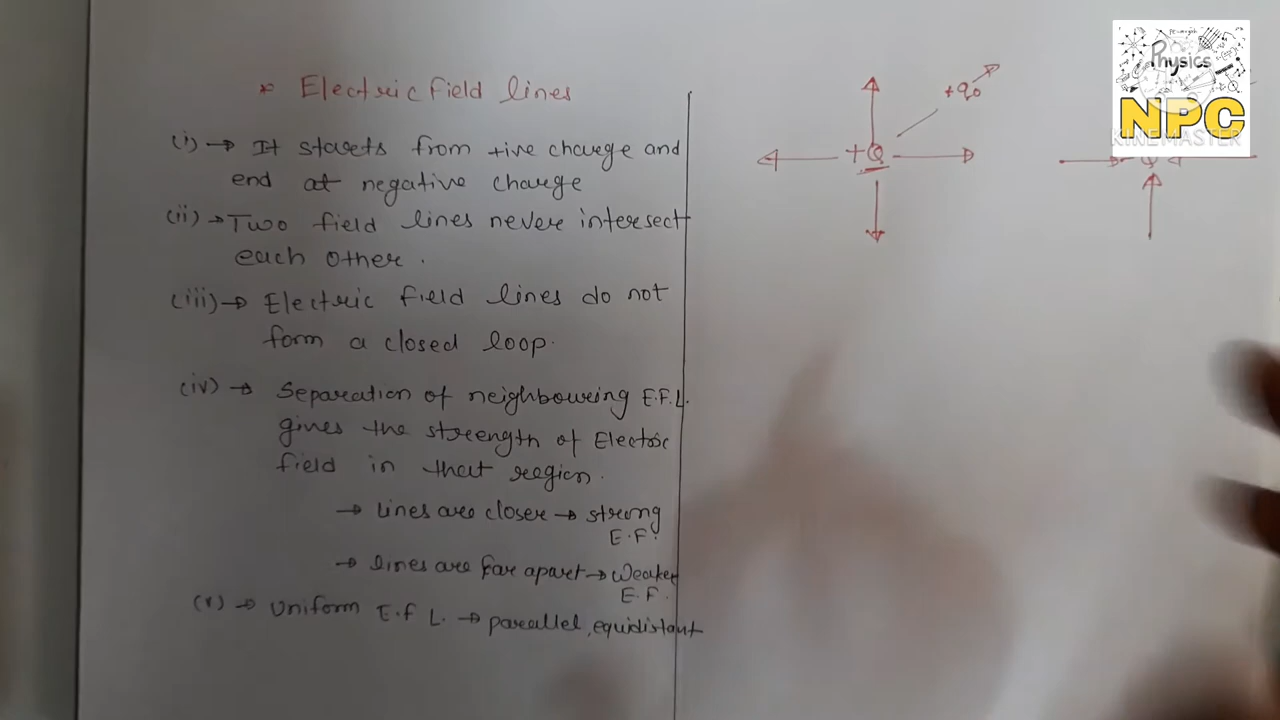 * Electric field lines
(i) → It starts from +ive charge and
end at negative charge
(ii) → Two field lines never intersect
each other.
(iii) → Electric field lines do not
form a closed loop.
(iv) → Separation of neighbouring E.F.L.
gives the strength of Electric
field in that region.
→ Lines are closer → strong
E.F.
→ lines are far apart → weaker
E.F.
(v) → Uniform E.F L. → parallel, equidistant
+q₀
+Q
Physics
NPC
KINEMASTER